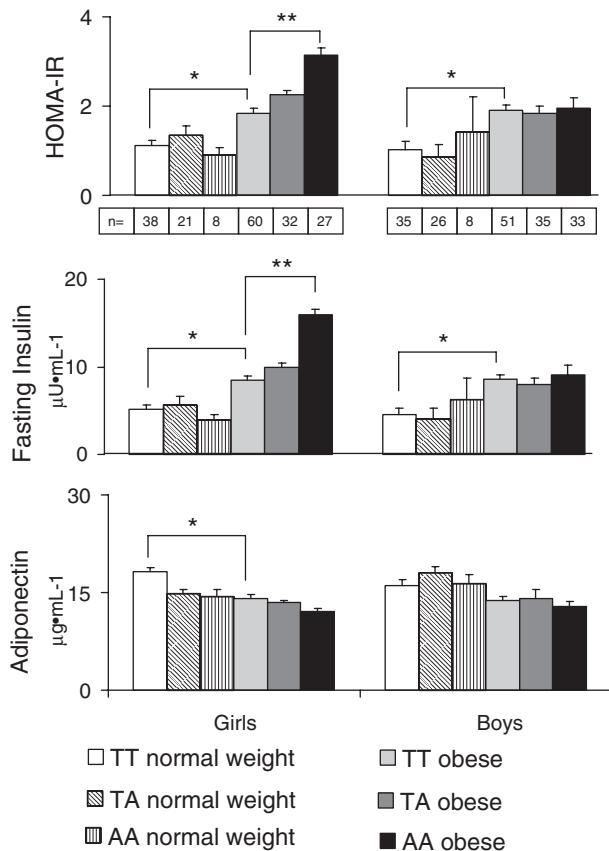 4
**
*
*
HOMA-IR
2
0
n= 38 21 8 60 32 27 35 26 8 51 35 33
20
**
*
*
Fasting Insulin
μU•mL-1
10
0
30
*
Adiponectin
μg•mL-1
15
0
Girls Boys
TT normal weight TT obese
TA normal weight TA obese
AA normal weight AA obese